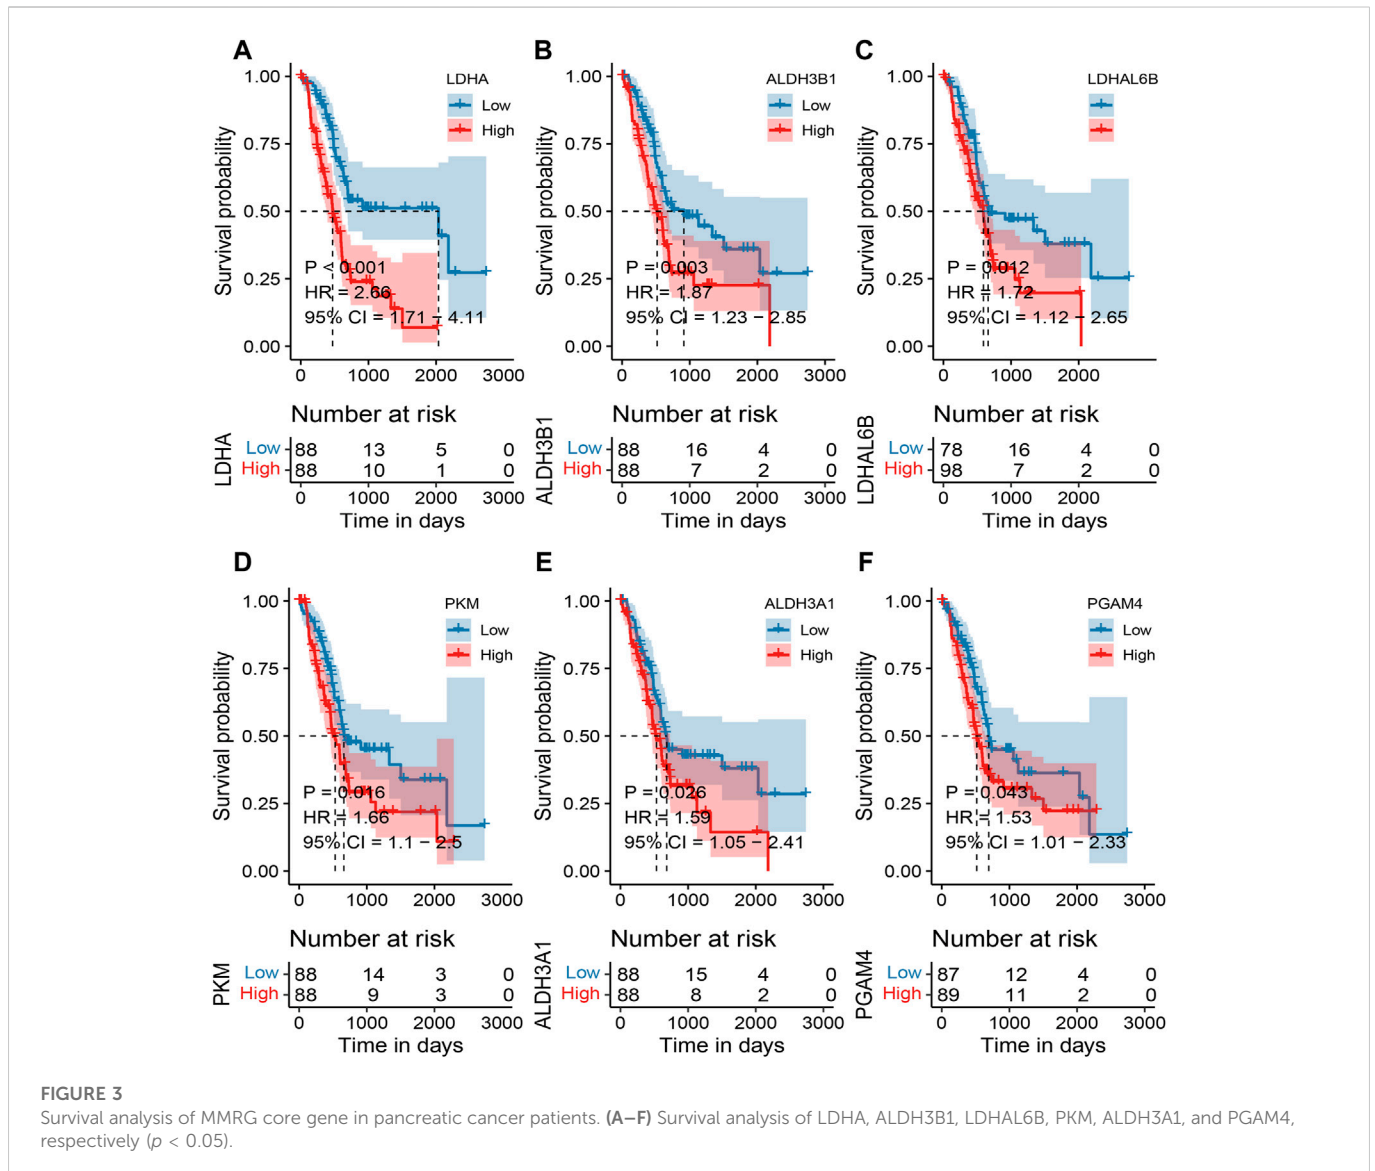 A
LDHA
Low
High
Survival probability
1.00
0.75
0.50
0.25
0.00
P < 0.001
HR = 2.66
95% CI = 1.71 − 4.11
0 1000 2000 3000
Number at risk
LDHA
Low 88 13 5 0
High 88 10 1 0
0 1000 2000 3000
Time in days
B
ALDH3B1
Low
High
Survival probability
1.00
0.75
0.50
0.25
0.00
P = 0.003
HR = 1.87
95% CI = 1.23 − 2.85
0 1000 2000 3000
Number at risk
ALDH3B1
Low 88 16 4 0
High 88 7 2 0
0 1000 2000 3000
Time in days
C
LDHAL6B
Survival probability
1.00
0.75
0.50
0.25
0.00
P = 0.012
HR = 1.72
95% CI = 1.12 − 2.65
0 1000 2000 3000
Number at risk
LDHAL6B
Low 78 16 4 0
High 98 7 2 0
0 1000 2000 3000
Time in days
D
PKM
Low
High
Survival probability
1.00
0.75
0.50
0.25
0.00
P = 0.016
HR = 1.66
95% CI = 1.1 − 2.5
0 1000 2000 3000
Number at risk
PKM
Low 88 14 3 0
High 88 9 3 0
0 1000 2000 3000
Time in days
E
ALDH3A1
Low
High
Survival probability
1.00
0.75
0.50
0.25
0.00
P = 0.026
HR = 1.59
95% CI = 1.05 − 2.41
0 1000 2000 3000
Number at risk
ALDH3A1
Low 88 15 4 0
High 88 8 2 0
0 1000 2000 3000
Time in days
F
PGAM4
Low
High
Survival probability
1.00
0.75
0.50
0.25
0.00
P = 0.043
HR = 1.53
95% CI = 1.01 − 2.33
0 1000 2000 3000
Number at risk
PGAM4
Low 87 12 4 0
High 89 11 2 0
0 1000 2000 3000
Time in days
FIGURE 3
Survival analysis of MMRG core gene in pancreatic cancer patients. (A–F) Survival analysis of LDHA, ALDH3B1, LDHAL6B, PKM, ALDH3A1, and PGAM4,
respectively (p < 0.05).